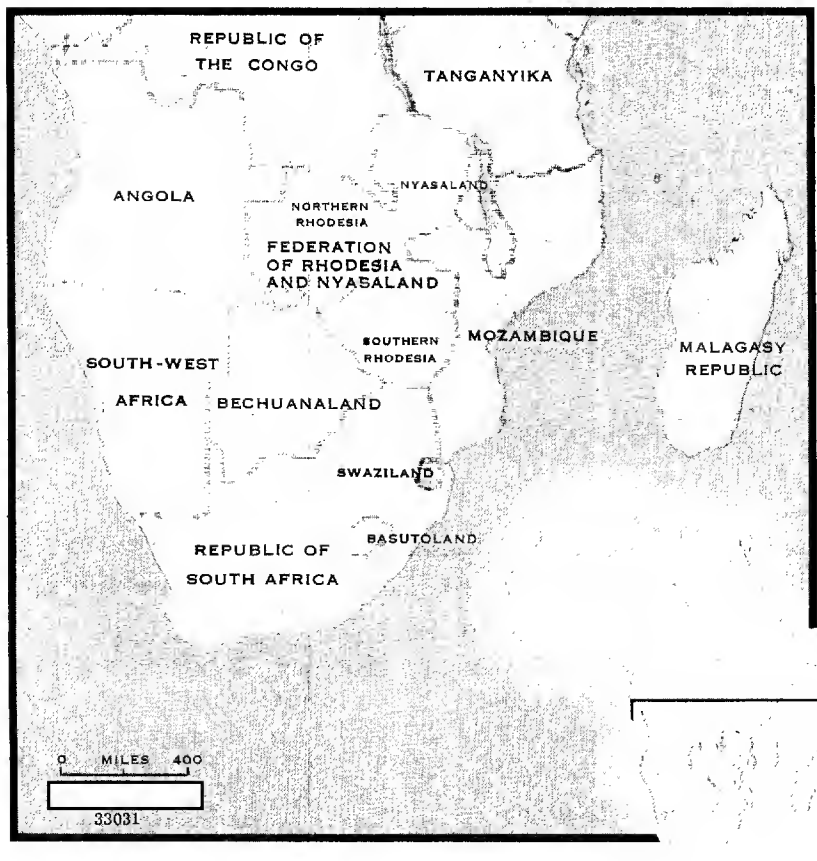 REPUBLIC OF
THE CONGO
TANGANYIKA
ANGOLA
NYASALAND
NORTHERN
RHODESIA
FEDERATION
OF RHODESIA
AND NYASALAND
SOUTHERN
RHODESIA
MOZAMBIQUE
MALAGASY
REPUBLIC
SOUTH-WEST
AFRICA
BECHUANALAND
SWAZILAND
BASUTOLAND
REPUBLIC OF
SOUTH AFRICA
0 MILES 400
33031